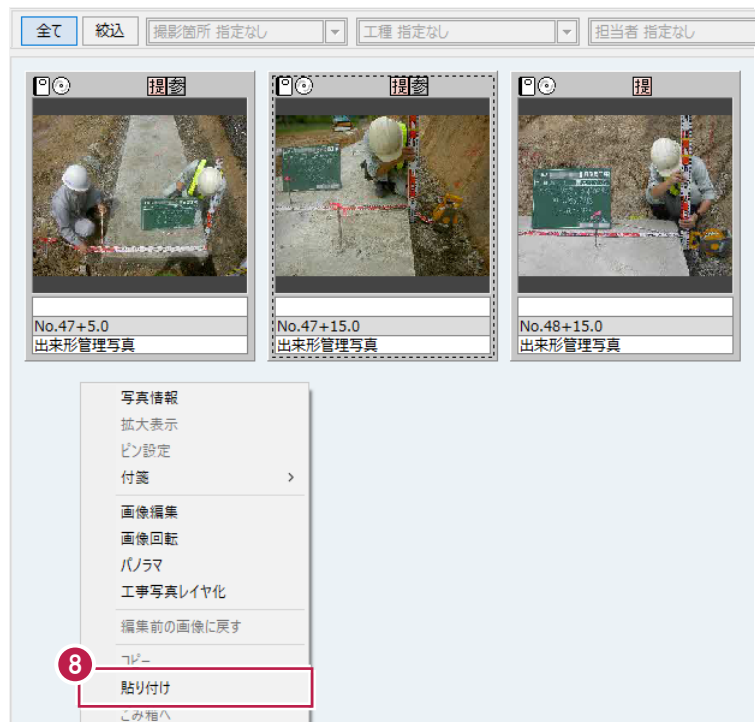 全て 絞込 撮影箇所 指定なし 工種 指定なし 担当者 指定なし
提参 提参 提
No.47+5.0 No.47+15.0 No.48+15.0
出来形管理写真 出来形管理写真 出来形管理写真
写真情報
拡大表示
ピン設定
付箋 >
画像編集
画像回転
パノラマ
工事写真レイヤ化
編集前の画像に戻す
コピー
8
貼り付け
ごみ箱へ